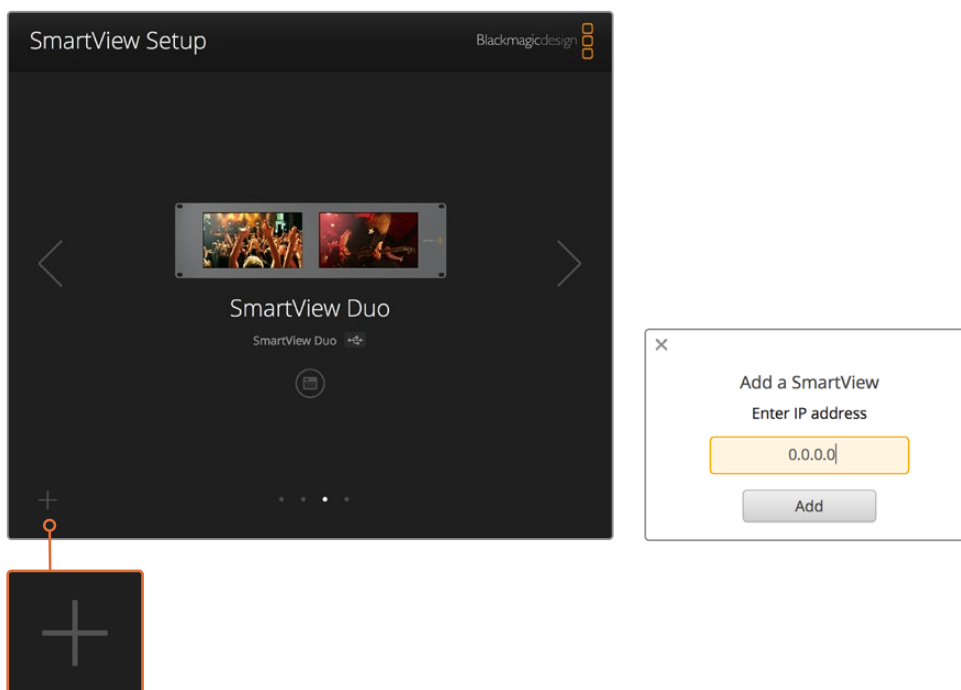 SmartView Setup
Blackmagicdesign
SmartView Duo
SmartView Duo
Add a SmartView
Enter IP address
0.0.0.0
Add